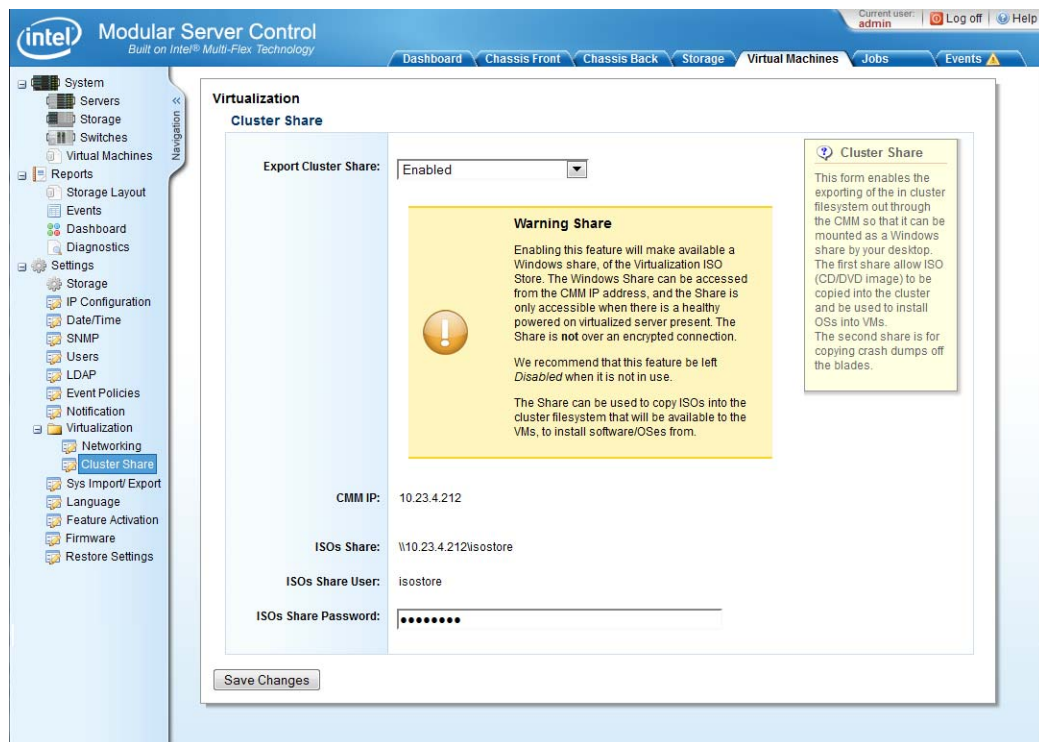 intel
Modular Server Control
Built on Intel® Multi-Flex Technology
Current user:
admin
Log off
Help
Dashboard
Chassis Front
Chassis Back
Storage
Virtual Machines
Jobs
Events
Navigation
System
Servers
Storage
Switches
Virtual Machines
Reports
Storage Layout
Events
Dashboard
Diagnostics
Settings
Storage
IP Configuration
Date/Time
SNMP
Users
LDAP
Event Policies
Notification
Virtualization
Networking
Cluster Share
Sys Import/ Export
Language
Feature Activation
Firmware
Restore Settings
Virtualization
Cluster Share
Export Cluster Share:
Enabled
Warning Share
Enabling this feature will make available a
Windows share, of the Virtualization ISO
Store. The Windows Share can be accessed
from the CMM IP address, and the Share is
only accessible when there is a healthy
powered on virtualized server present. The
Share is not over an encrypted connection.
We recommend that this feature be left
Disabled when it is not in use.
The Share can be used to copy ISOs into the
cluster filesystem that will be available to the
VMs, to install software/OSes from.
CMM IP: 10.23.4.212
ISOs Share: \\10.23.4.212\isostore
ISOs Share User: isostore
ISOs Share Password: ••••••••
Save Changes
Cluster Share
This form enables the
exporting of the in cluster
filesystem out through
the CMM so that it can be
mounted as a Windows
share by your desktop.
The first share allow ISO
(CD/DVD image) to be
copied into the cluster
and be used to install
OSs into VMs.
The second share is for
copying crash dumps off
the blades.